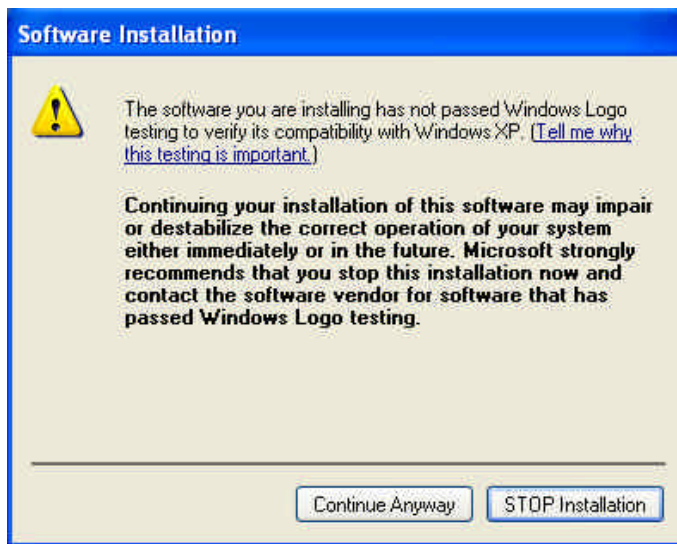 Software Installation
The software you are installing has not passed Windows Logo
testing to verify its compatibility with Windows XP. (Tell me why
this testing is important.)
Continuing your installation of this software may impair
or destabilize the correct operation of your system
either immediately or in the future. Microsoft strongly
recommends that you stop this installation now and
contact the software vendor for software that has
passed Windows Logo testing.
Continue Anyway
STOP Installation